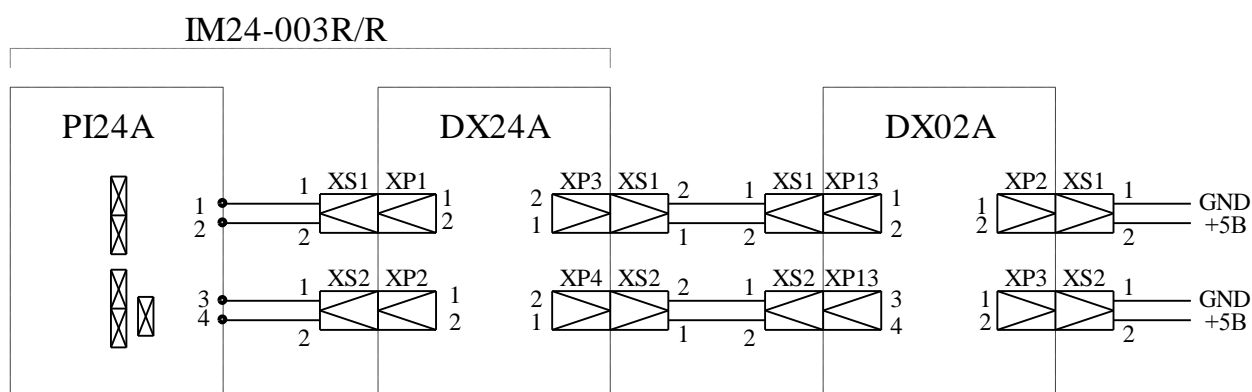 IM24-003R/R
PI24A DX24A DX02A
XS1 XP1 XP3 XS1 XS1 XP13 XP2 XS1
1 1 1 2 2 1 1 1 1 GND
2 2 2 1 1 2 2 2 2 +5B
XS2 XP2 XP4 XS2 XS2 XP13 XP3 XS2
3 1 1 2 2 1 3 1 1 GND
4 2 2 1 1 2 4 2 2 +5B